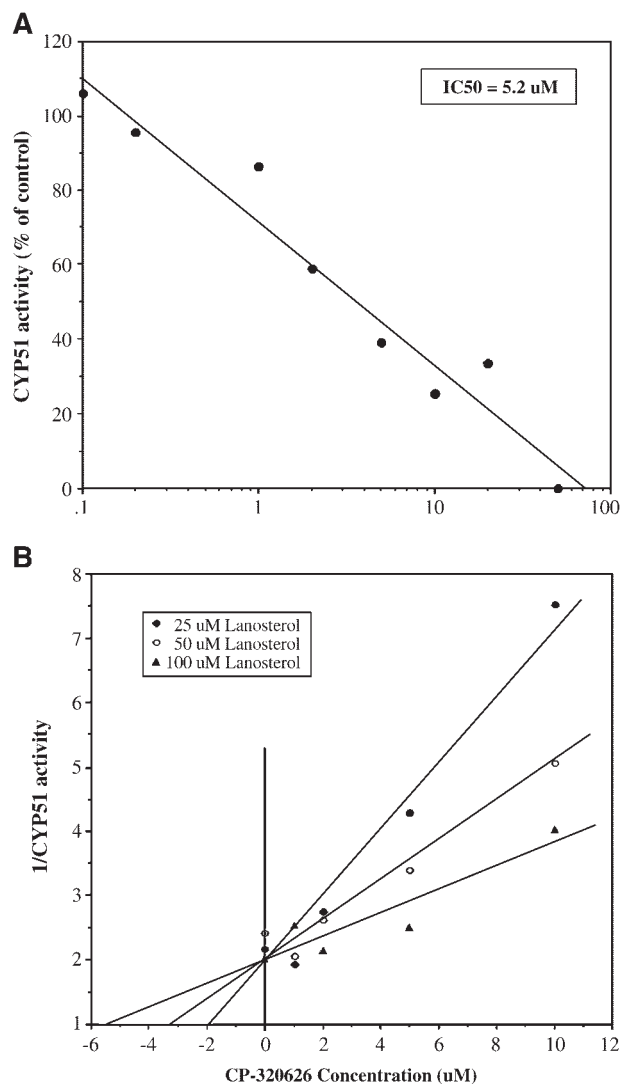 A
120
IC50 = 5.2 uM
100
80
60
40
20
0
CYP51 activity (% of control)
.1 1 10 100
B
8
25 uM Lanosterol
50 uM Lanosterol
100 uM Lanosterol
7
6
5
4
3
2
1
1/CYP51 activity
-6 -4 -2 0 2 4 6 8 10 12
CP-320626 Concentration (uM)